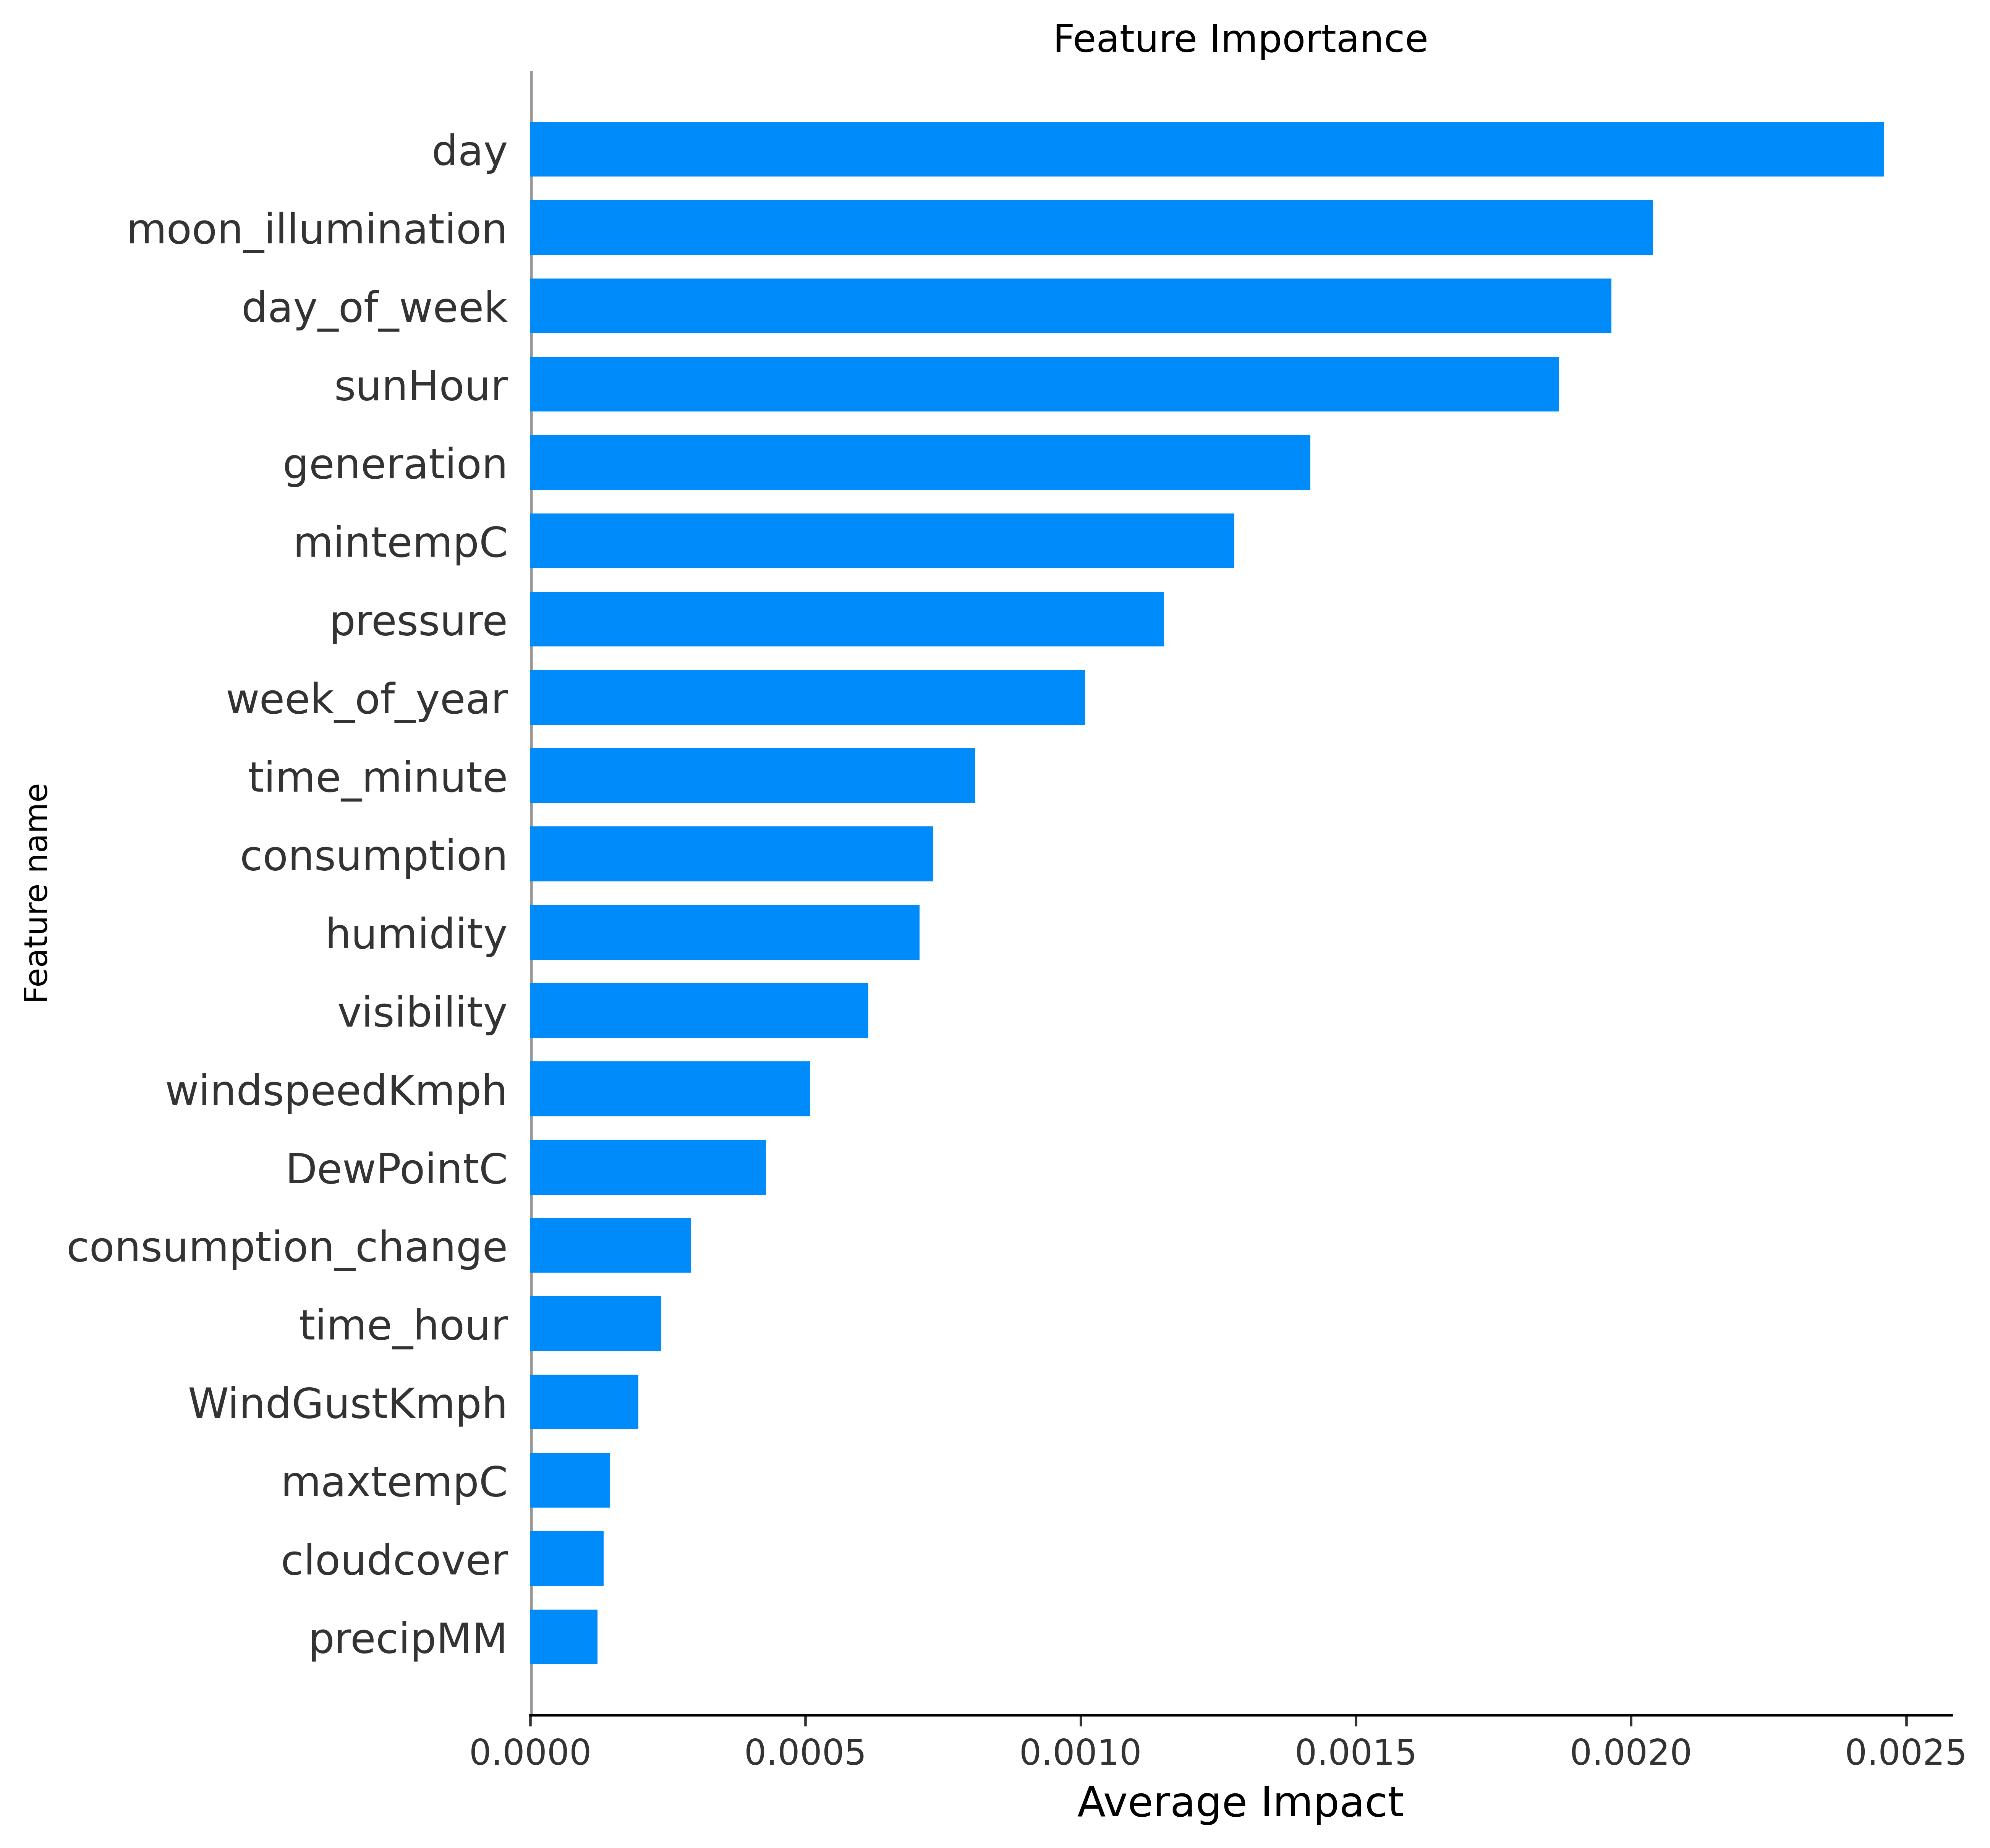 Feature Importance
Feature name
day
moon_illumination
day_of_week
sunHour
generation
mintempC
pressure
week_of_year
time_minute
consumption
humidity
visibility
windspeedKmph
DewPointC
consumption_change
time_hour
WindGustKmph
maxtempC
cloudcover
precipMM
0.0000 0.0005 0.0010 0.0015 0.0020 0.0025
Average Impact